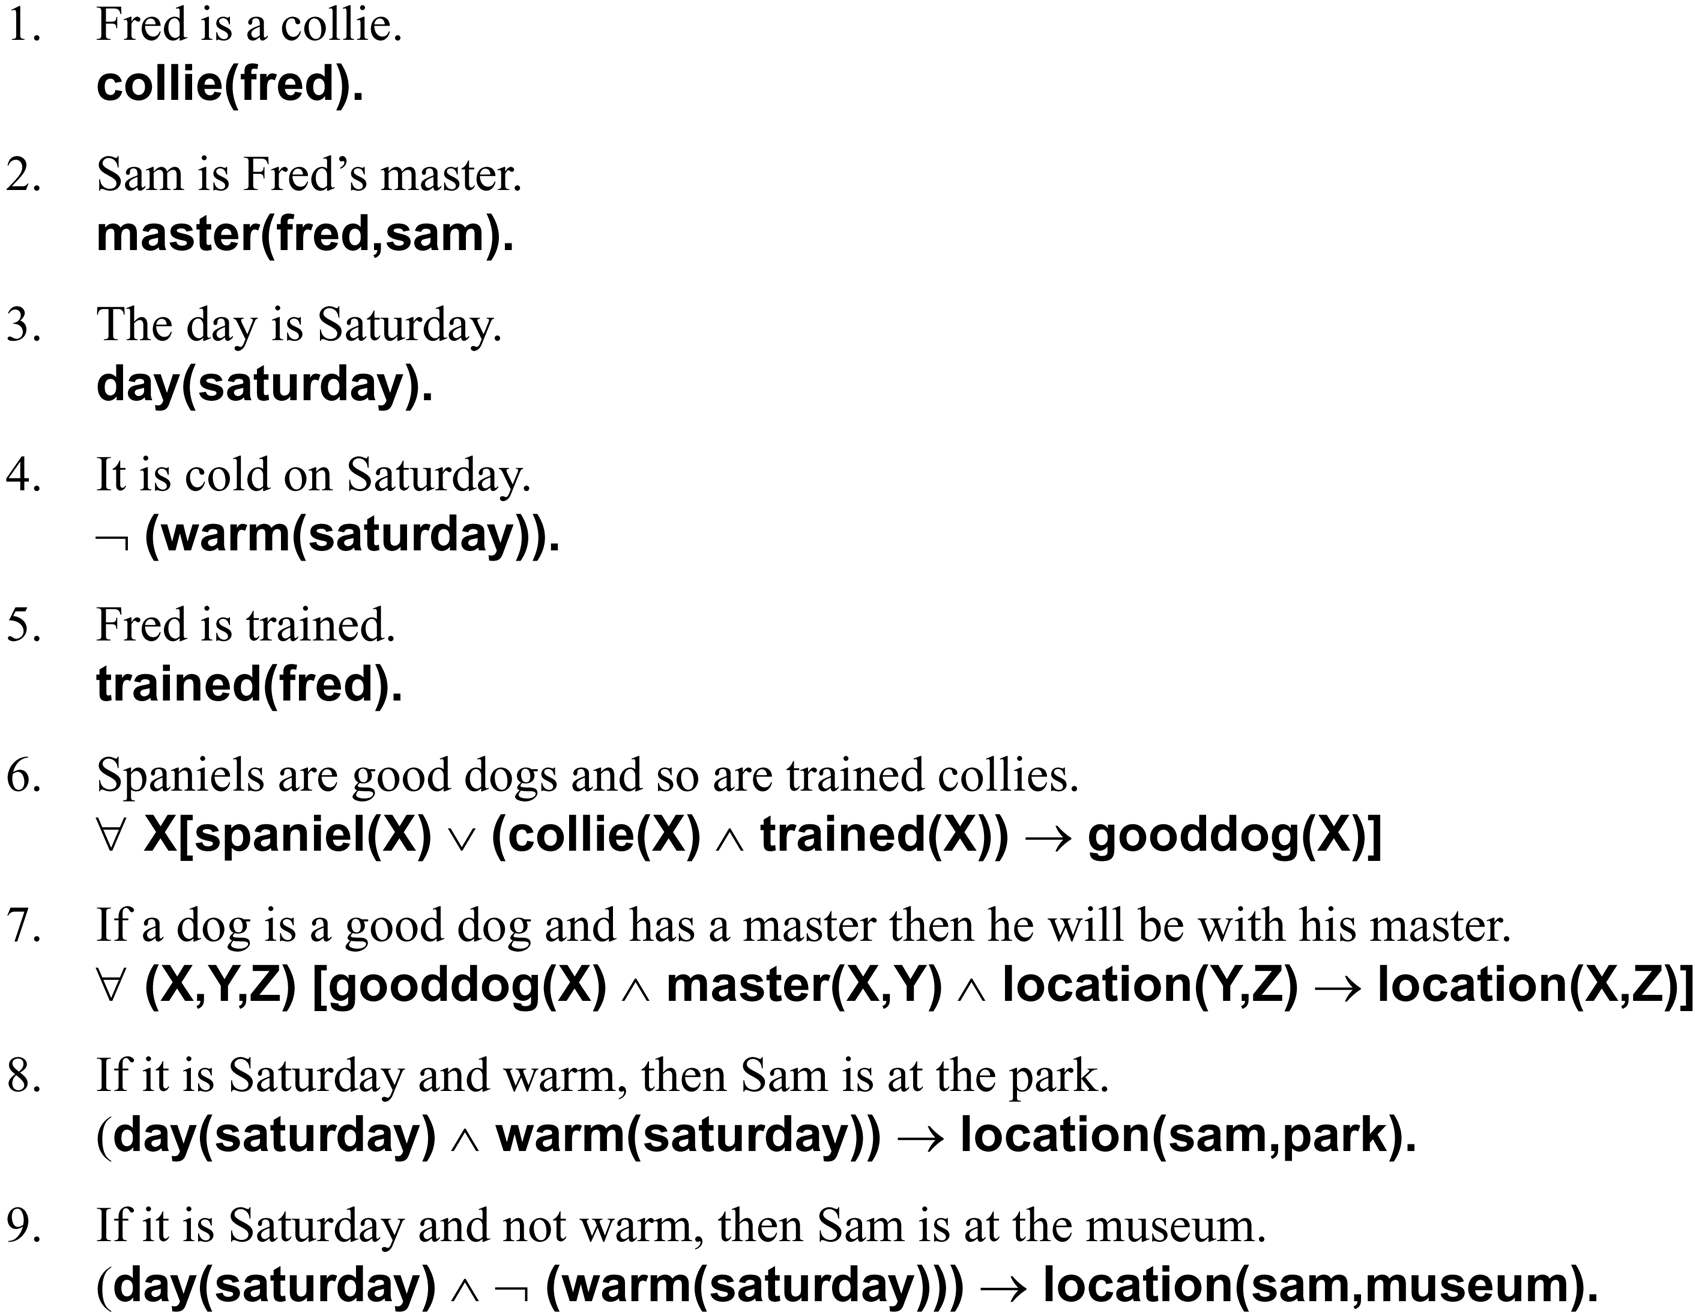 1. Fred is a collie.
collie(fred).
2. Sam is Fred’s master.
master(fred,sam).
3. The day is Saturday.
day(saturday).
4. It is cold on Saturday.
¬ (warm(saturday)).
5. Fred is trained.
trained(fred).
6. Spaniels are good dogs and so are trained collies.
∀ X[spaniel(X) ∨ (collie(X) ∧ trained(X)) → gooddog(X)]
7. If a dog is a good dog and has a master then he will be with his master.
∀ (X,Y,Z) [gooddog(X) ∧ master(X,Y) ∧ location(Y,Z) → location(X,Z)]
8. If it is Saturday and warm, then Sam is at the park.
(day(saturday) ∧ warm(saturday)) → location(sam,park).
9. If it is Saturday and not warm, then Sam is at the museum.
(day(saturday) ∧ ¬ (warm(saturday))) → location(sam,museum).